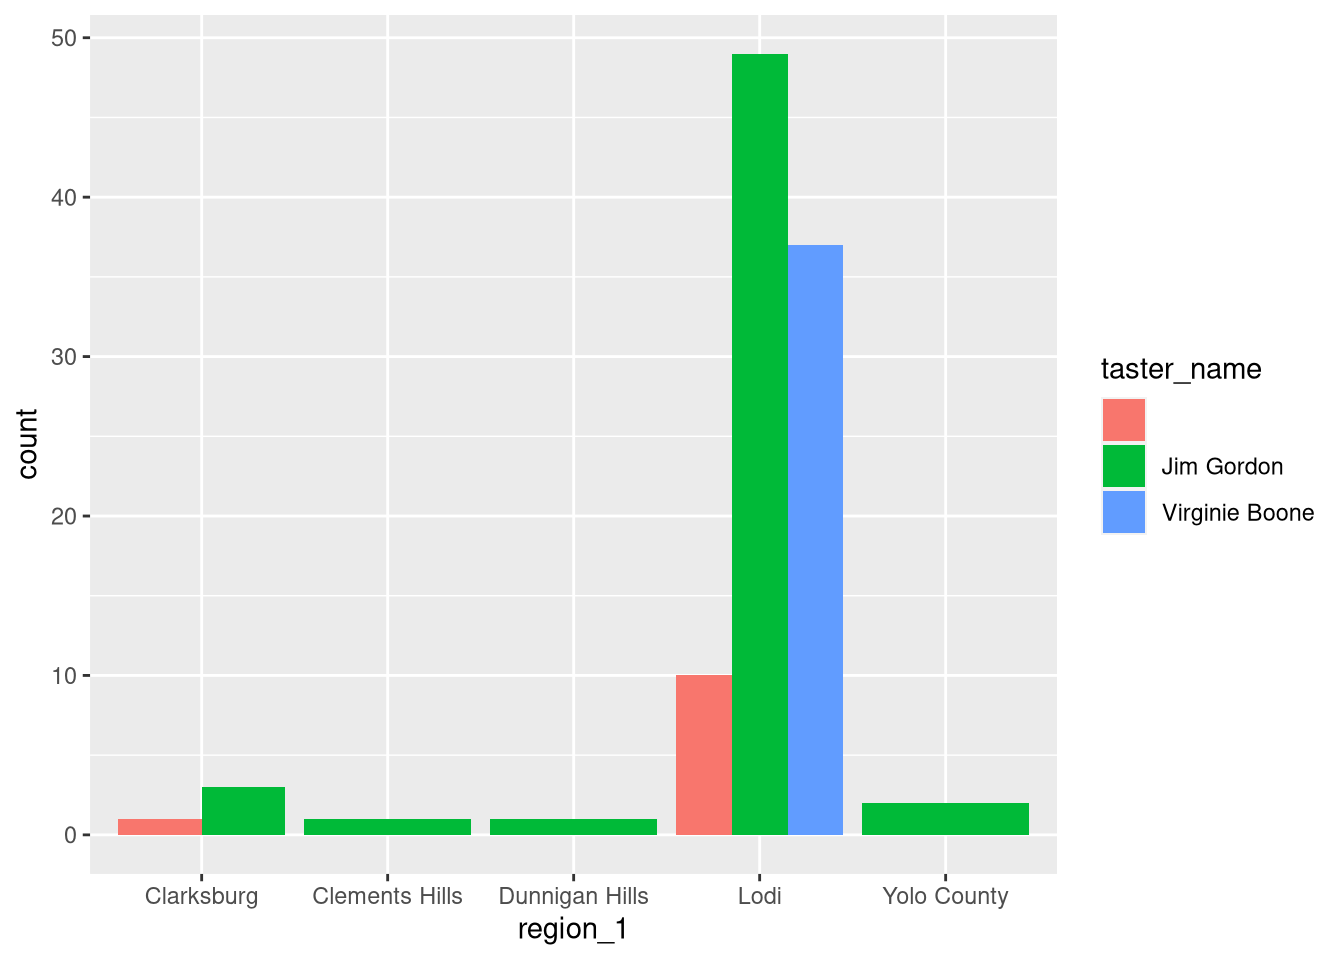 50
40
30
20
10
0
count
Clarksburg
Clements Hills
Dunnigan Hills
Lodi
Yolo County
region_1
taster_name
Jim Gordon
Virginie Boone